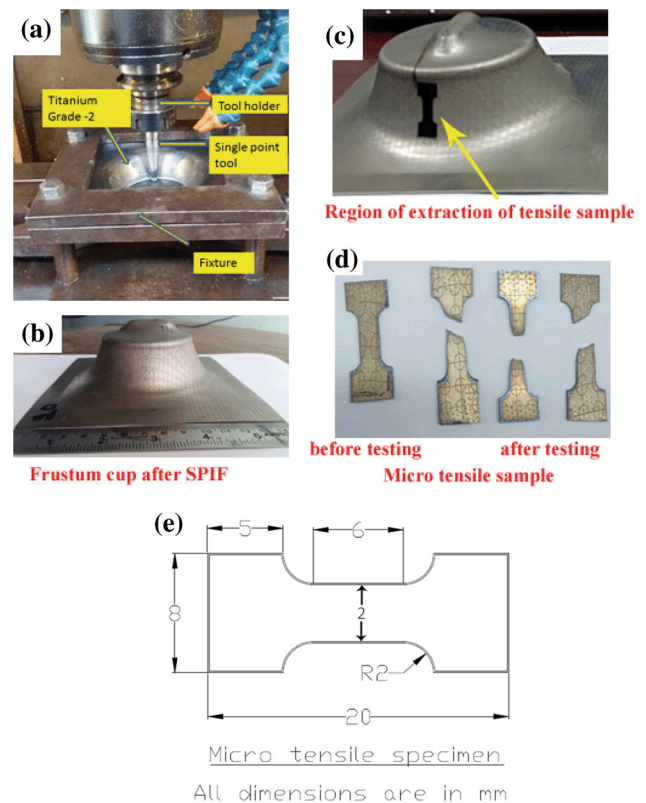 (a)
Titanium
Grade -2
Tool holder
Single point
tool
Fixture
(b)
Frustum cup after SPIF
(c)
Region of extraction of tensile sample
(d)
before testing
after testing
Micro tensile sample
(e)
5
6
8
2
R2
20
Micro tensile specimen
All dimensions are in mm